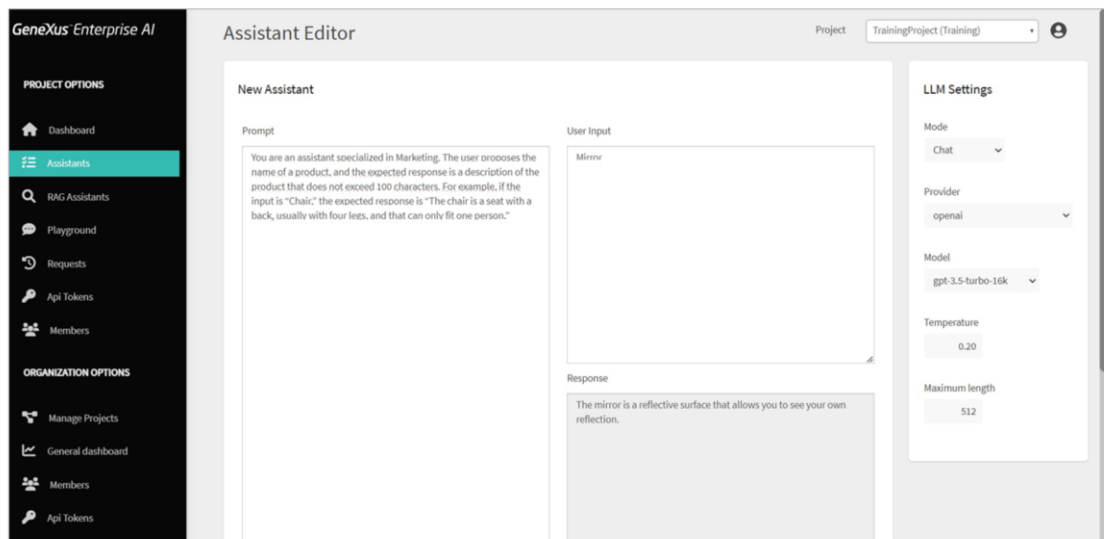 GeneXus Enterprise AI
PROJECT OPTIONS
Dashboard
Assistants
RAG Assistants
Playground
Requests
Api Tokens
Members
ORGANIZATION OPTIONS
Manage Projects
General dashboard
Members
Api Tokens
Assistant Editor
Project
TrainingProject (Training)
New Assistant
Prompt
You are an assistant specialized in Marketing. The user proposes the
name of a product, and the expected response is a description of the
product that does not exceed 100 characters. For example, if the
input is “Chair,” the expected response is “The chair is a seat with a
back, usually with four legs, and that can only fit one person.”
User Input
Mirror
Response
The mirror is a reflective surface that allows you to see your own
reflection.
LLM Settings
Mode
Chat
Provider
openai
Model
gpt-3.5-turbo-16k
Temperature
0.20
Maximum length
512